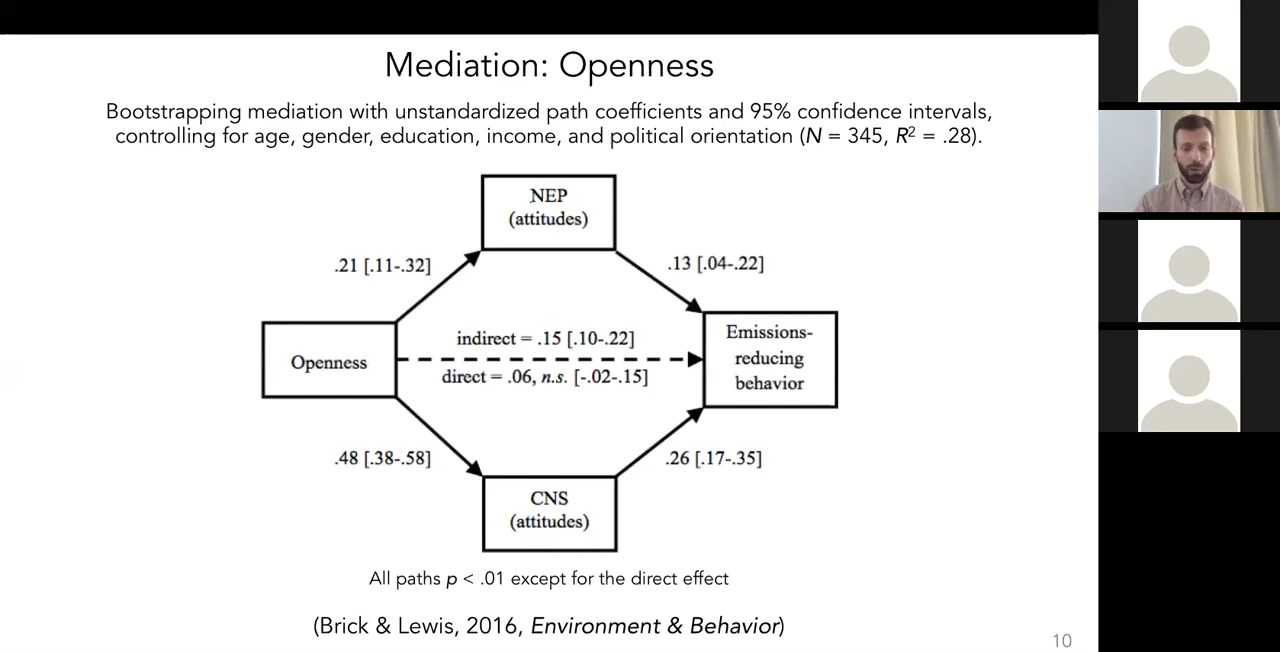 Mediation: Openness
Bootstrapping mediation with unstandardized path coefficients and 95% confidence intervals,
controlling for age, gender, education, income, and political orientation (N = 345, R² = .28).
NEP
(attitudes)
.21 [.11-.32]
.13 [.04-.22]
Openness
indirect = .15 [.10-.22]
direct = .06, n.s. [-.02-.15]
Emissions-
reducing
behavior
.48 [.38-.58]
.26 [.17-.35]
CNS
(attitudes)
All paths p < .01 except for the direct effect
(Brick & Lewis, 2016, Environment & Behavior)
10